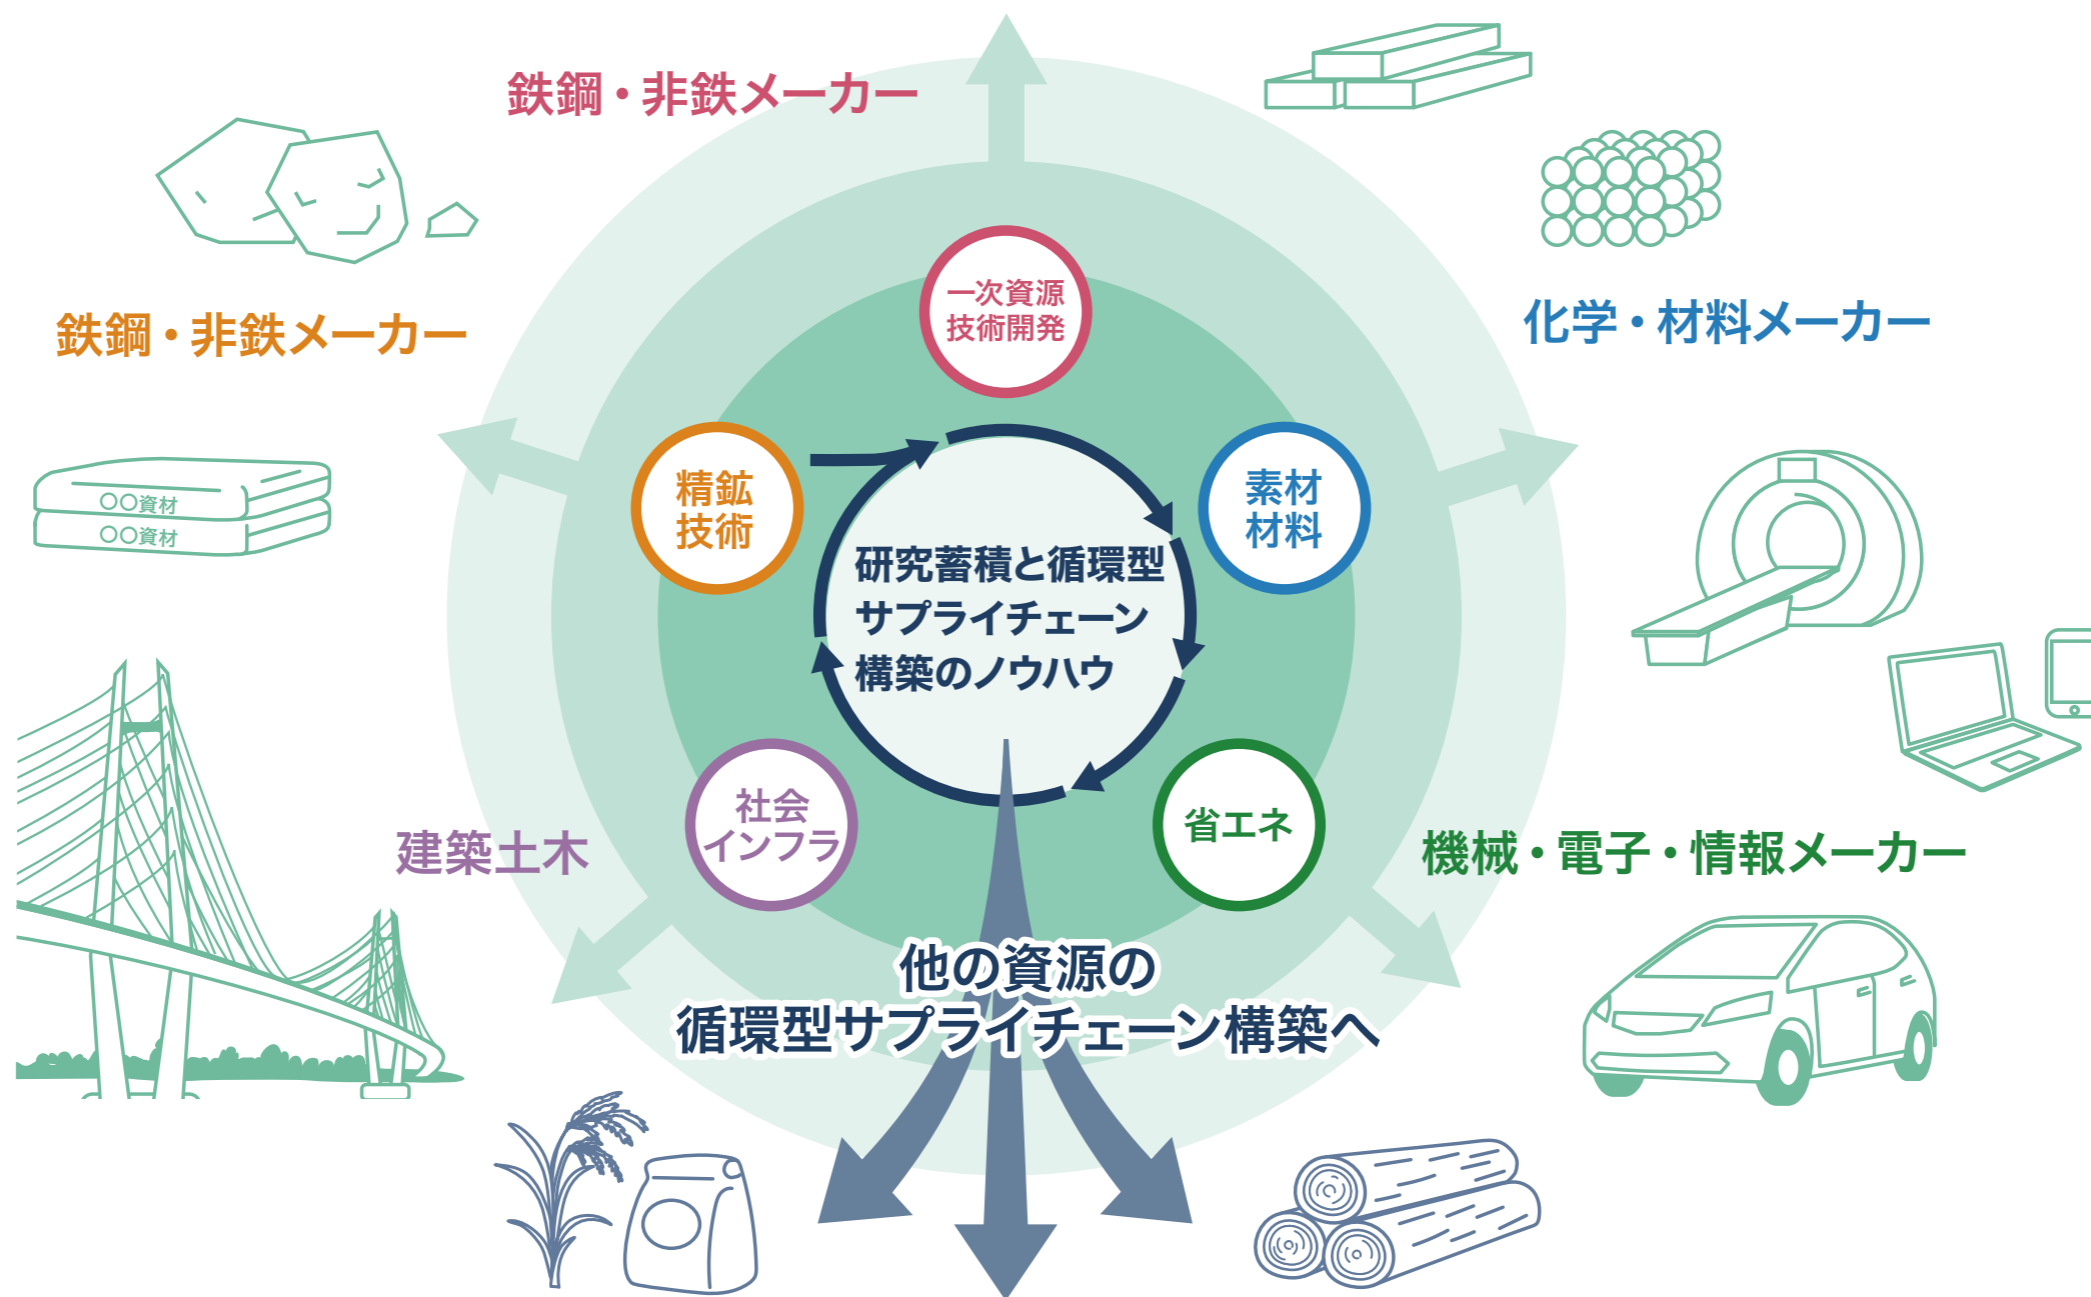 鉄鋼・非鉄メーカー
一次資源
技術開発
鉄鋼・非鉄メーカー
化学・材料メーカー
精鉱
技術
素材
材料
〇〇資材
〇〇資材
研究蓄積と循環型
サプライチェーン
構築のノウハウ
社会
インフラ
省エネ
建築土木
機械・電子・情報メーカー
他の資源の
循環型サプライチェーン構築へ